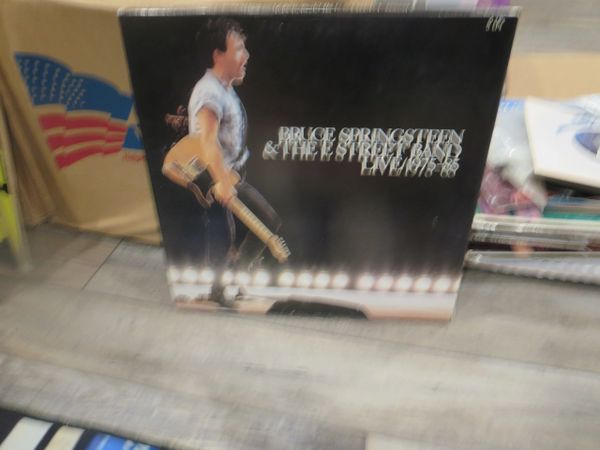 BRUCE SPRINGSTEEN
& THE E STREET BAND
LIVE/1975-85